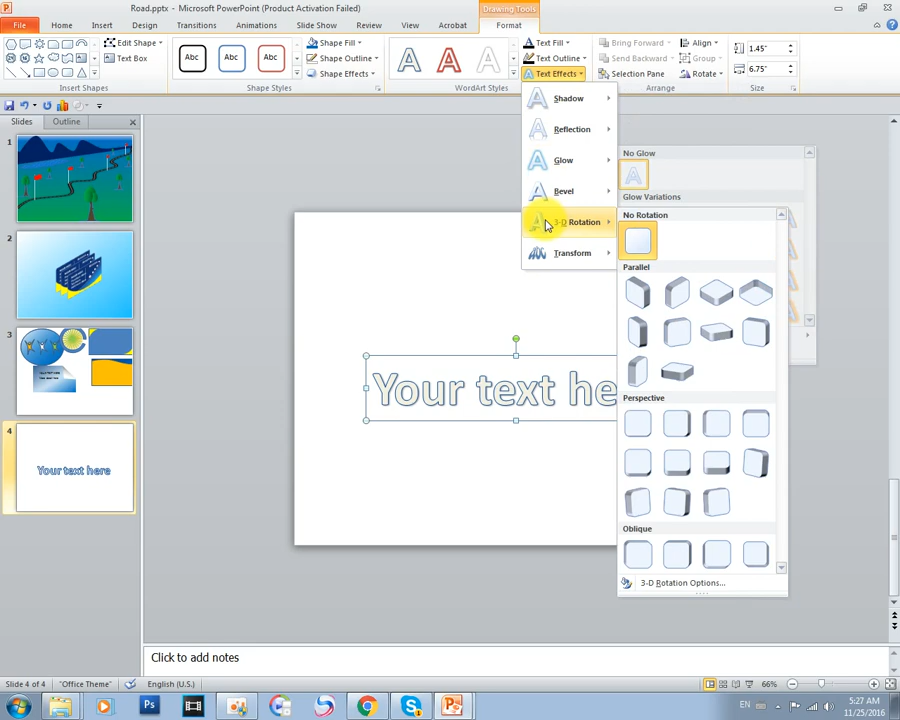 Road.pptx - Microsoft PowerPoint (Product Activation Failed)
Drawing Tools
File Home Insert Design Transitions Animations Slide Show Review View Acrobat Format
Edit Shape
Text Box
Insert Shapes
Abc Abc Abc
Shape Fill
Shape Outline
Shape Effects
Shape Styles
WordArt Styles
Text Fill
Text Outline
Text Effects
Bring Forward
Send Backward
Selection Pane
Align
Group
Rotate
Arrange
1.45"
6.75"
Size
Slides Outline
1
2
3
4
Your text here
Shadow
Reflection
Glow
Bevel
3-D Rotation
Transform
No Glow
Glow Variations
No Rotation
Parallel
Perspective
Oblique
3-D Rotation Options...
Your text he
Click to add notes
Slide 4 of 4 "Office Theme" English (U.S.) 66%
EN 5:27 AM
11/25/2016